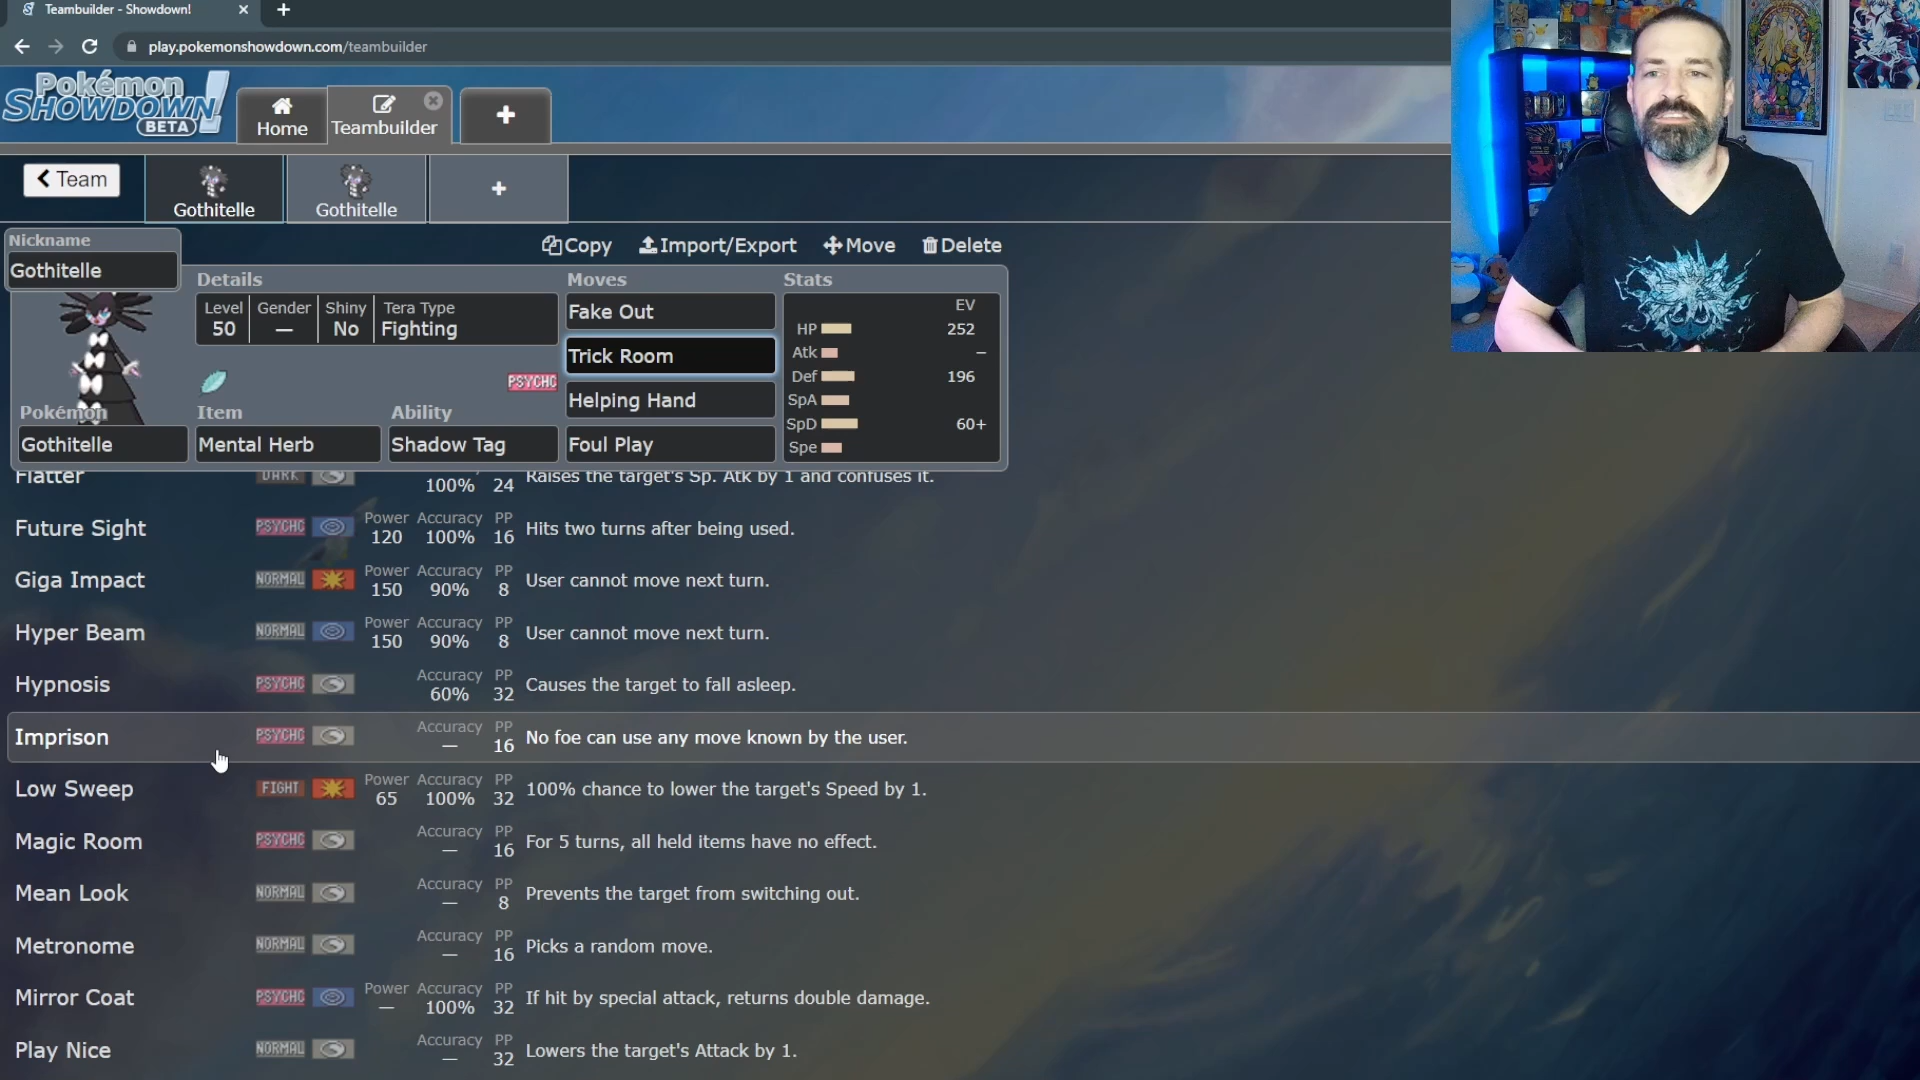 Teambuilder - Showdown!
play.pokemonshowdown.com/teambuilder
Pokémon
SHOWDOWN!
BETA
Home
Teambuilder
Team
Gothitelle
Gothitelle
Nickname
Gothitelle
Copy
Import/Export
Move
Delete
Details
Moves
Stats
Level
Gender
Shiny
Tera Type
50
—
No
Fighting
Fake Out
Trick Room
Helping Hand
Foul Play
EV
HP 252
Atk –
Def 196
SpA
SpD 60+
Spe
PSYCHC
Pokémon
Item
Ability
Gothitelle
Mental Herb
Shadow Tag
Flatter DARK 100% 24 Raises the target's Sp. Atk by 1 and confuses it.
Future Sight PSYCHC Power 120 Accuracy 100% PP 16 Hits two turns after being used.
Giga Impact NORMAL Power 150 Accuracy 90% PP 8 User cannot move next turn.
Hyper Beam NORMAL Power 150 Accuracy 90% PP 8 User cannot move next turn.
Hypnosis PSYCHC Accuracy 60% PP 32 Causes the target to fall asleep.
Imprison PSYCHC Accuracy — PP 16 No foe can use any move known by the user.
Low Sweep FIGHT Power 65 Accuracy 100% PP 32 100% chance to lower the target's Speed by 1.
Magic Room PSYCHC Accuracy — PP 16 For 5 turns, all held items have no effect.
Mean Look NORMAL Accuracy — PP 8 Prevents the target from switching out.
Metronome NORMAL Accuracy — PP 16 Picks a random move.
Mirror Coat PSYCHC Power — Accuracy 100% PP 32 If hit by special attack, returns double damage.
Play Nice NORMAL Accuracy — PP 32 Lowers the target's Attack by 1.